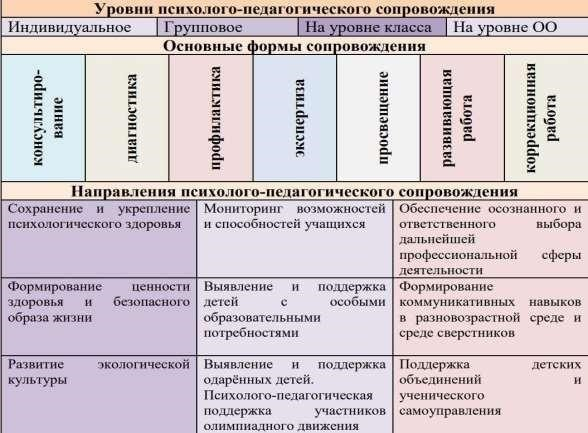 Уровни психолого-педагогического сопровождения
Индивидуальное Групповое На уровне класса На уровне ОО
Основные формы сопровождения
консультиро-
вание
диагностика
профилактика
экспертиза
просвещение
развивающая
работа
коррекционная
работа
Направления психолого-педагогического сопровождения
Сохранение и укрепление
психологического здоровья
Мониторинг возможностей
и способностей учащихся
Обеспечение осознанного и
ответственного выбора
дальнейшей
профессиональной сферы
деятельности
Формирование ценности
здоровья и безопасного
образа жизни
Выявление и поддержка
детей с особыми
образовательными
потребностями
Формирование
коммуникативных навыков
в разновозрастной среде и
среде сверстников
Развитие экологической
культуры
Выявление и поддержка
одарённых детей.
Психолого-педагогическая
поддержка участников
олимпиадного движения
Поддержка детских
объединений и
ученического
самоуправления